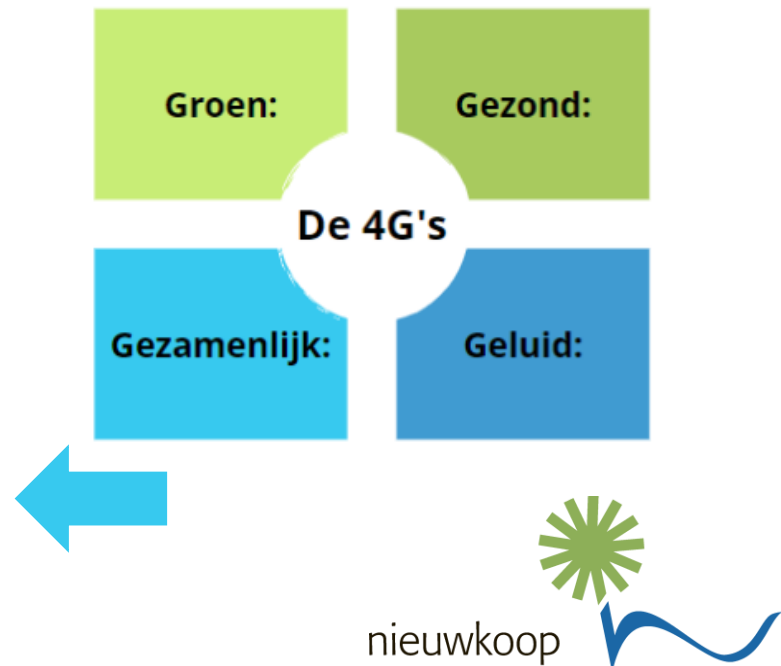 Groen:
Gezond:
De 4G's
Gezamenlijk:
Geluid:
nieuwkoop